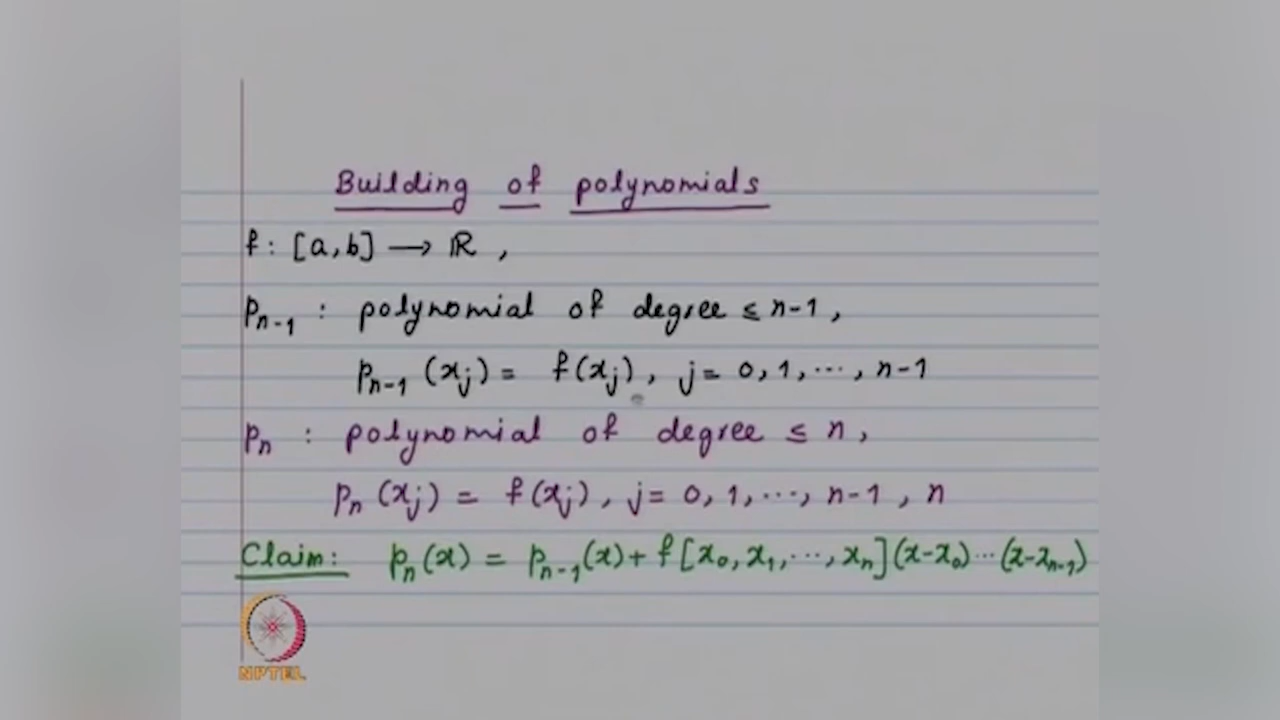 Building of polynomials
f : [a, b] ⟶ ℝ ,
pₙ₋₁ : polynomial of degree ≤ n-1 ,
pₙ₋₁ (xⱼ) = f(xⱼ) , j = 0, 1, ⋯, n-1
pₙ : polynomial of degree ≤ n ,
pₙ (xⱼ) = f(xⱼ) , j = 0, 1, ⋯, n-1 , n
Claim: pₙ(x) = pₙ₋₁(x) + f [x₀, x₁, ⋯, xₙ] (x-x₀) ⋯ (x-xₙ₋₁)
NPTEL